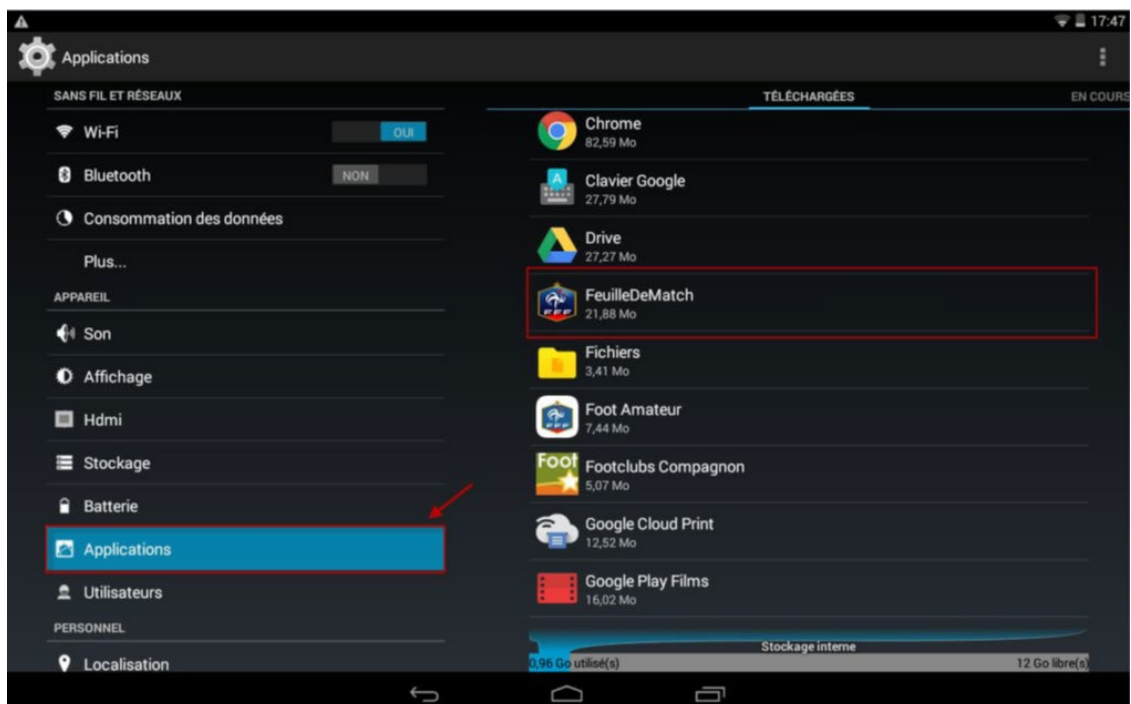 17:47
Applications
SANS FIL ET RÉSEAUX
Wi-Fi
OUI
Bluetooth
NON
Consommation des données
Plus...
APPAREIL
Son
Affichage
Hdmi
Stockage
Batterie
Applications
Utilisateurs
PERSONNEL
Localisation
TÉLÉCHARGÉES
EN COURS
Chrome
82,59 Mo
Clavier Google
27,79 Mo
Drive
27,27 Mo
FeuilleDeMatch
21,88 Mo
Fichiers
3,41 Mo
Foot Amateur
7,44 Mo
Foot
Footclubs Compagnon
5,07 Mo
Google Cloud Print
12,52 Mo
Google Play Films
16,02 Mo
Stockage interne
0,96 Go utilisé(s)
12 Go libre(s)